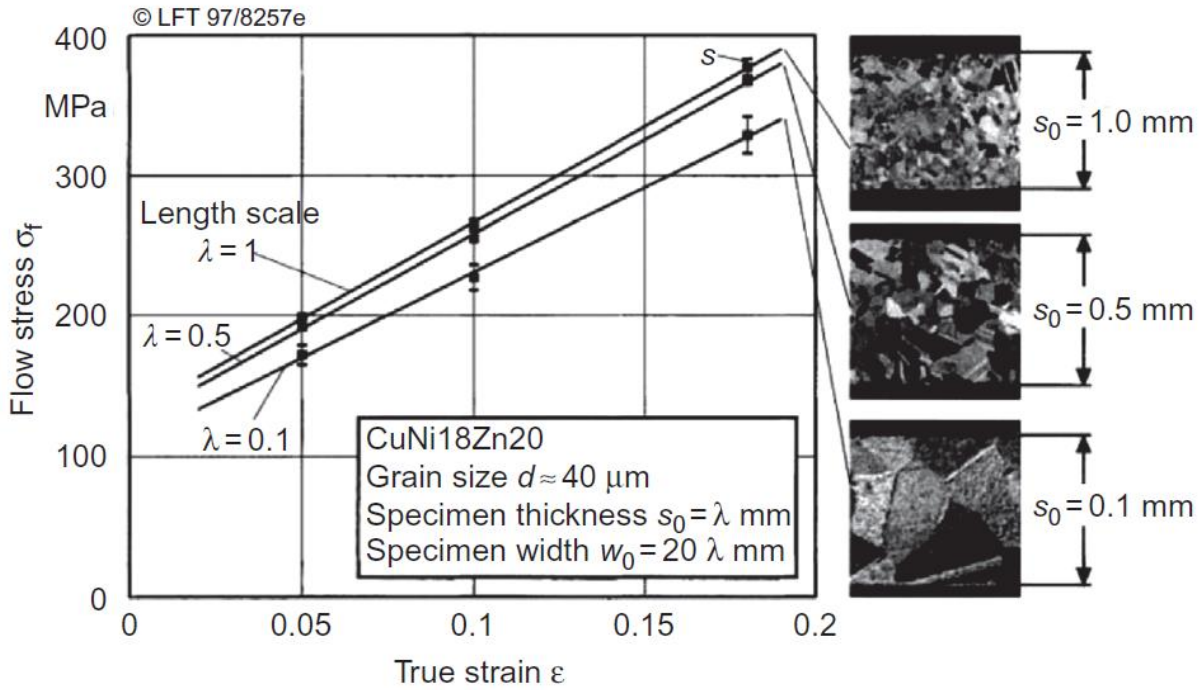 © LFT 97/8257e
400
MPa
300
200
100
0
Flow stress σf
Length scale
λ = 1
λ = 0.5
λ = 0.1
s
CuNi18Zn20
Grain size d ≈ 40 μm
Specimen thickness s0 = λ mm
Specimen width w0 = 20 λ mm
0 0.05 0.1 0.15 0.2
True strain ε
s0 = 1.0 mm
s0 = 0.5 mm
s0 = 0.1 mm